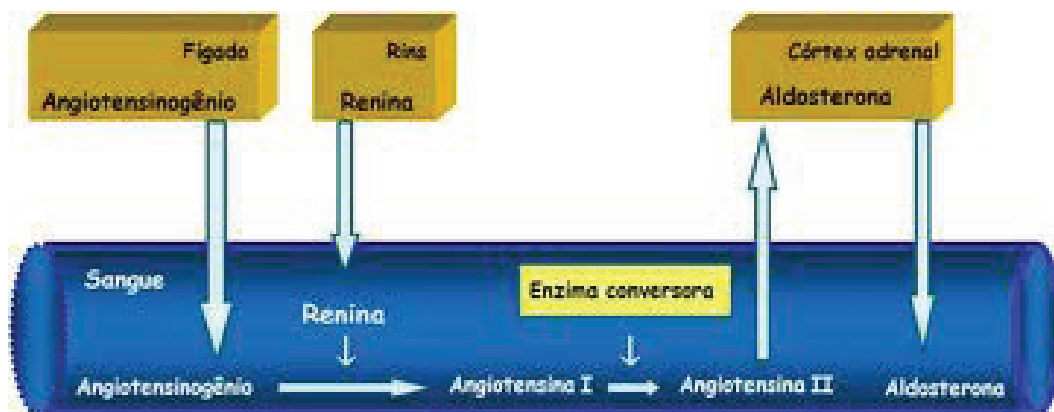 Fígado
Angiotensinogênio
Rins
Renina
Córtex adrenal
Aldosterona
Sangue
Renina
Enzima conversora
Angiotensinogênio
Angiotensina I
Angiotensina II
Aldosterona